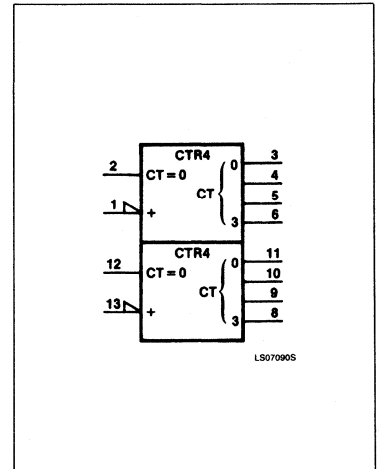 CTR4
2 CT = 0 0 3
4
1 + CT 5
3 6
CTR4
12 CT = 0 0 11
10
13 + CT 9
3 8
LS07090S